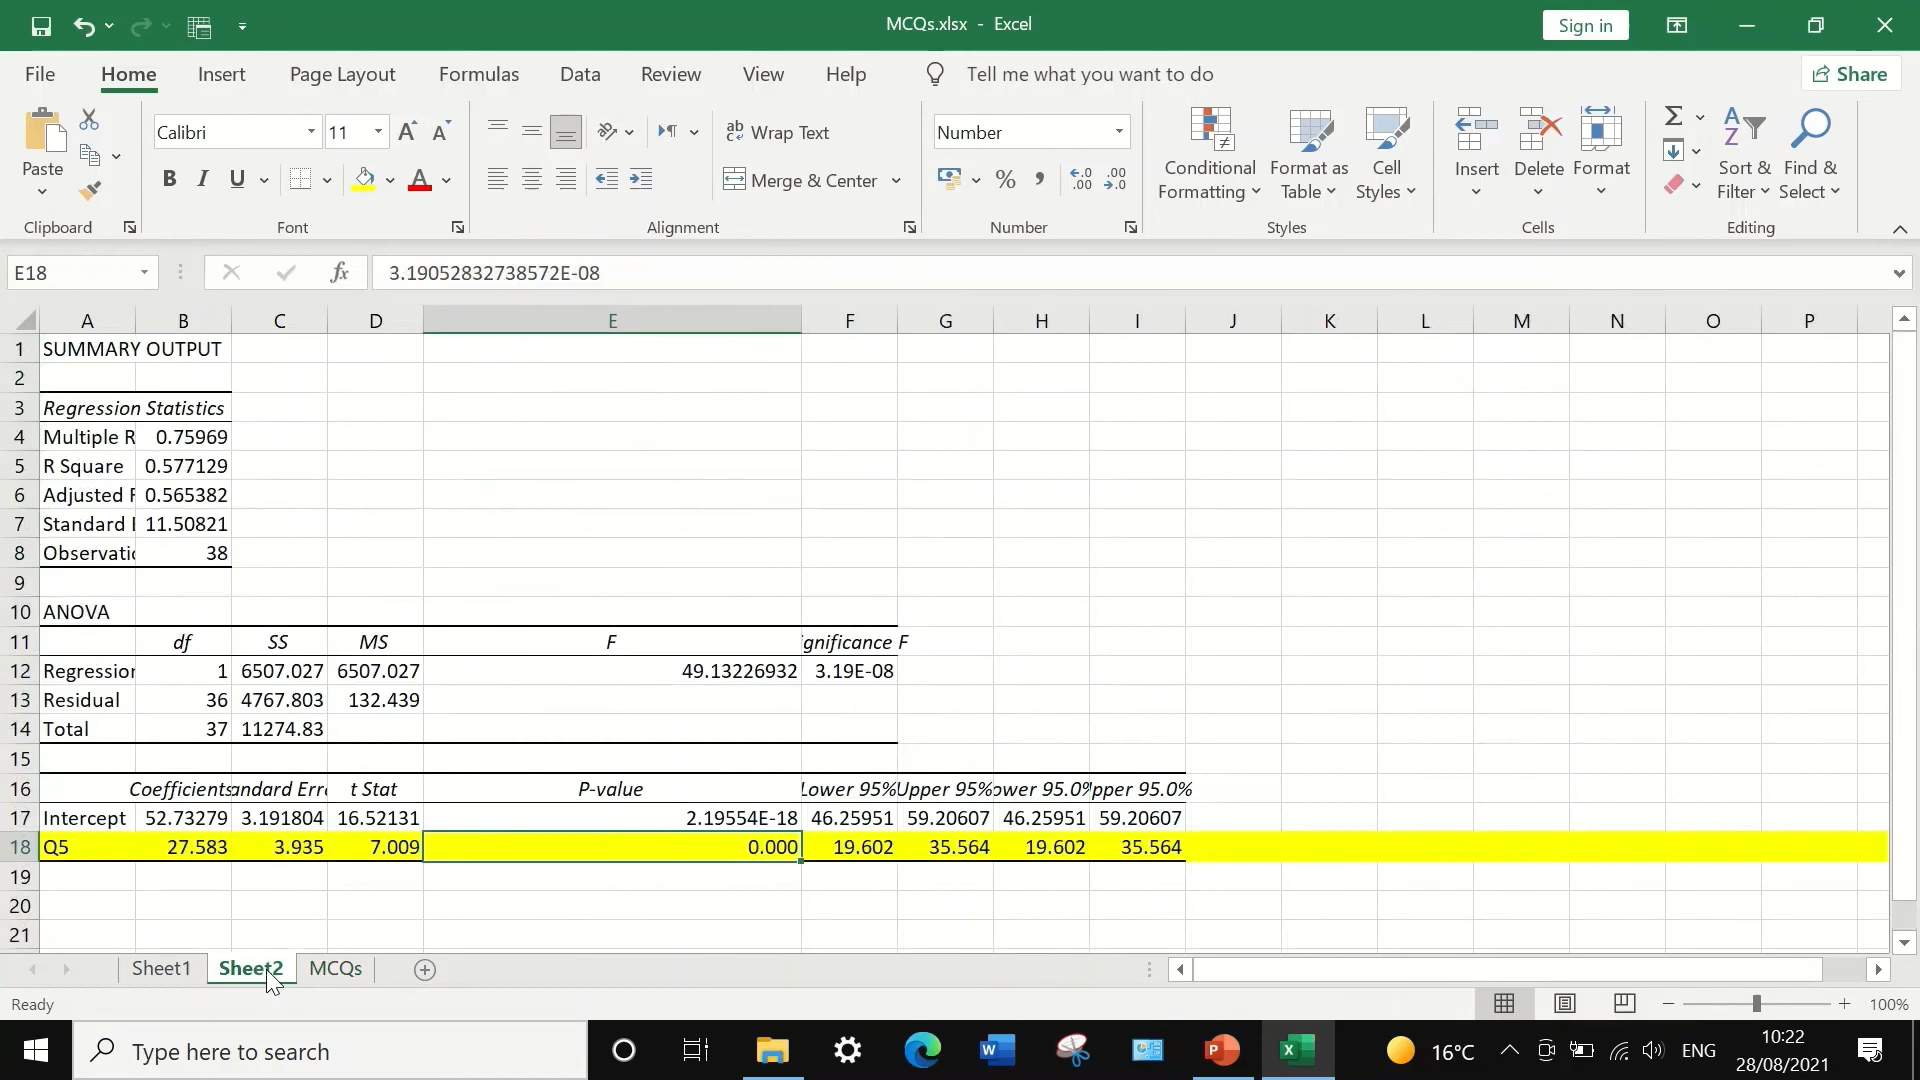 MCQs.xlsx - Excel
Sign in
File Home Insert Page Layout Formulas Data Review View Help Tell me what you want to do Share
Calibri 11 ab Wrap Text Number
Paste B I U A Merge & Center % Conditional Formatting Format as Table Cell Styles Insert Delete Format Sort & Filter Find & Select
Clipboard Font Alignment Number Styles Cells Editing
E18 fx 3.19052832738572E-08
A B C D E F G H I J K L M N O P
1 SUMMARY OUTPUT
2
3 Regression Statistics
4 Multiple R 0.75969
5 R Square 0.577129
6 Adjusted F 0.565382
7 Standard E 11.50821
8 Observatic 38
9
10 ANOVA
11 df SS MS F gnificance F
12 Regression 1 6507.027 6507.027 49.13226932 3.19E-08
13 Residual 36 4767.803 132.439
14 Total 37 11274.83
15
16 Coefficients andard Erro t Stat P-value Lower 95% Upper 95% ower 95.0% pper 95.0%
17 Intercept 52.73279 3.191804 16.52131 2.19554E-18 46.25951 59.20607 46.25951 59.20607
18 Q5 27.583 3.935 7.009 0.000 19.602 35.564 19.602 35.564
19
20
21
Sheet1 Sheet2 MCQs
Ready 100%
Type here to search 16°C ENG 10:22
28/08/2021